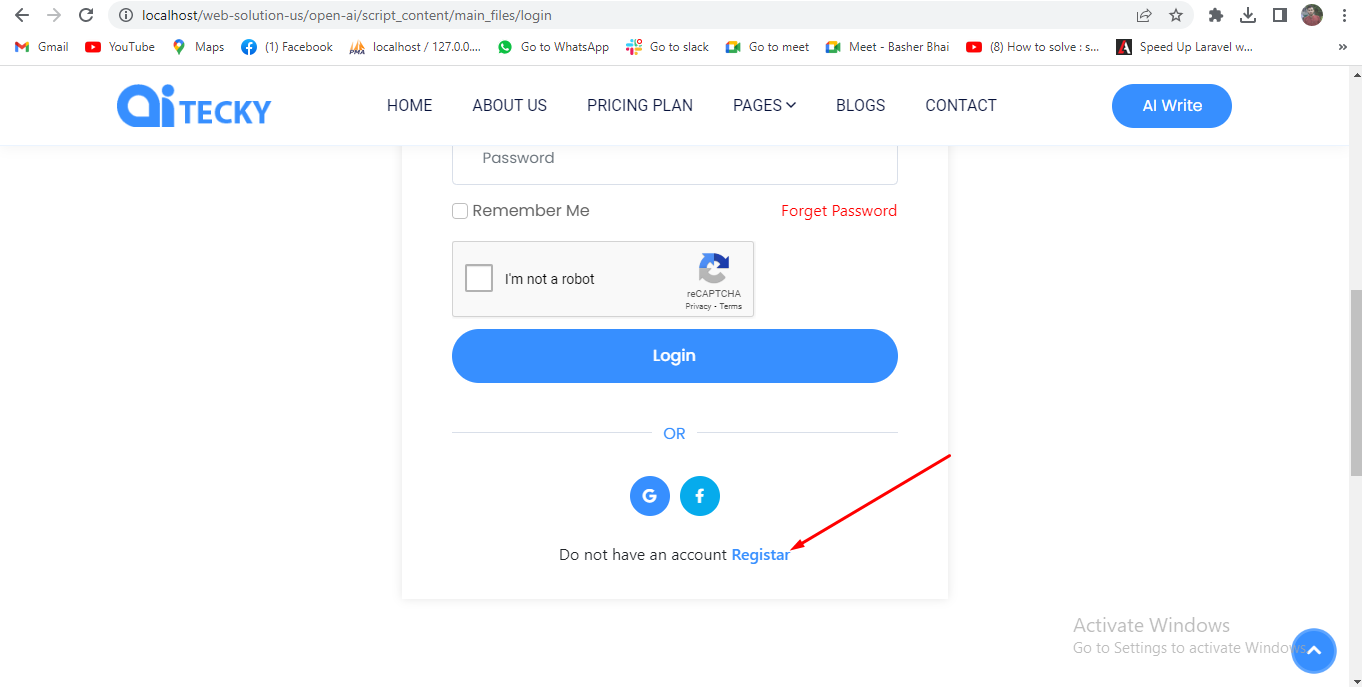 localhost/web-solution-us/open-ai/script_content/main_files/login
Gmail YouTube Maps (1) Facebook localhost / 127.0.0.... Go to WhatsApp Go to slack Go to meet Meet - Basher Bhai (8) How to solve : s... Speed Up Laravel w... »
ai TECKY HOME ABOUT US PRICING PLAN PAGES BLOGS CONTACT AI Write
Password
Remember Me Forget Password
I'm not a robot
reCAPTCHA
Privacy - Terms
Login
OR
G f
Do not have an account Registar
Activate Windows
Go to Settings to activate Windows.